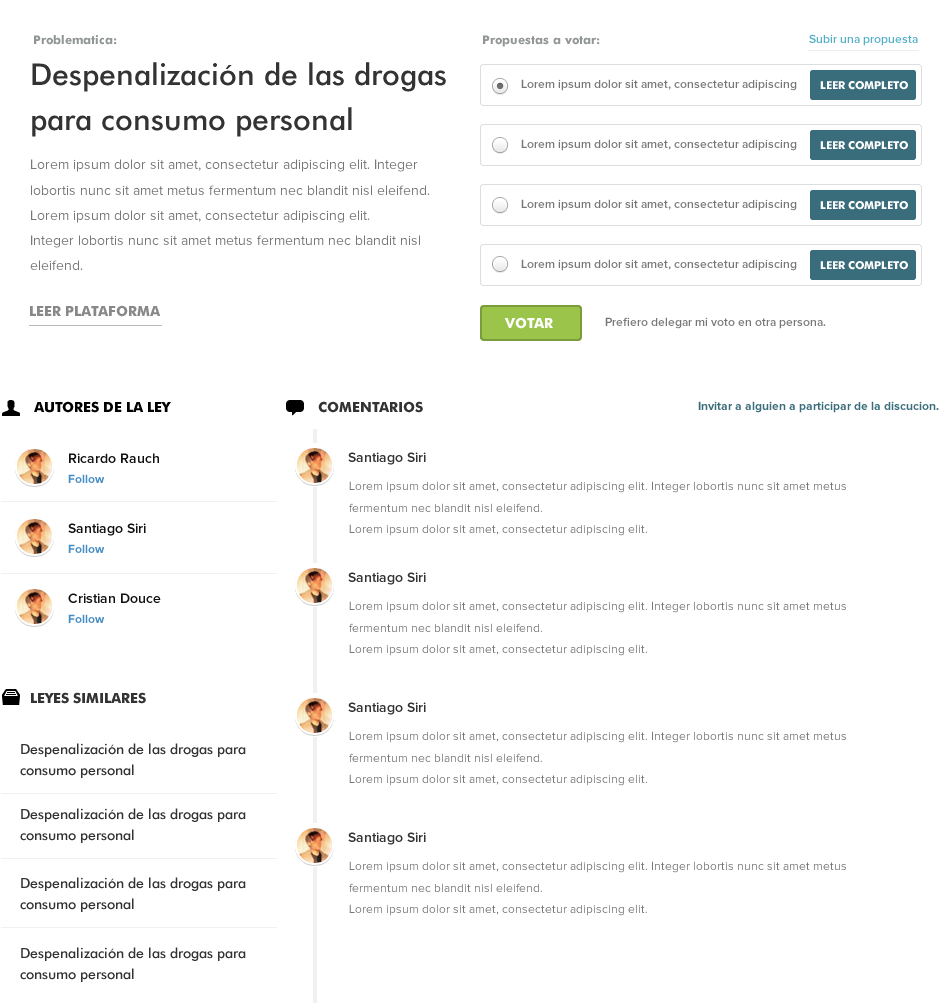 Problematica:
Despenalización de las drogas
para consumo personal
Lorem ipsum dolor sit amet, consectetur adipiscing elit. Integer
lobortis nunc sit amet metus fermentum nec blandit nisl eleifend.
Lorem ipsum dolor sit amet, consectetur adipiscing elit.
Integer lobortis nunc sit amet metus fermentum nec blandit nisl
eleifend.
LEER PLATAFORMA
Propuestas a votar:
Subir una propuesta
Lorem ipsum dolor sit amet, consectetur adipiscing
LEER COMPLETO
Lorem ipsum dolor sit amet, consectetur adipiscing
LEER COMPLETO
Lorem ipsum dolor sit amet, consectetur adipiscing
LEER COMPLETO
Lorem ipsum dolor sit amet, consectetur adipiscing
LEER COMPLETO
VOTAR
Prefiero delegar mi voto en otra persona.
AUTORES DE LA LEY
Ricardo Rauch
Follow
Santiago Siri
Follow
Cristian Douce
Follow
LEYES SIMILARES
Despenalización de las drogas para
consumo personal
Despenalización de las drogas para
consumo personal
Despenalización de las drogas para
consumo personal
Despenalización de las drogas para
consumo personal
COMENTARIOS
Invitar a alguien a participar de la discucion.
Santiago Siri
Lorem ipsum dolor sit amet, consectetur adipiscing elit. Integer lobortis nunc sit amet metus
fermentum nec blandit nisl eleifend.
Lorem ipsum dolor sit amet, consectetur adipiscing elit.
Santiago Siri
Lorem ipsum dolor sit amet, consectetur adipiscing elit. Integer lobortis nunc sit amet metus
fermentum nec blandit nisl eleifend.
Lorem ipsum dolor sit amet, consectetur adipiscing elit.
Santiago Siri
Lorem ipsum dolor sit amet, consectetur adipiscing elit. Integer lobortis nunc sit amet metus
fermentum nec blandit nisl eleifend.
Lorem ipsum dolor sit amet, consectetur adipiscing elit.
Santiago Siri
Lorem ipsum dolor sit amet, consectetur adipiscing elit. Integer lobortis nunc sit amet metus
fermentum nec blandit nisl eleifend.
Lorem ipsum dolor sit amet, consectetur adipiscing elit.